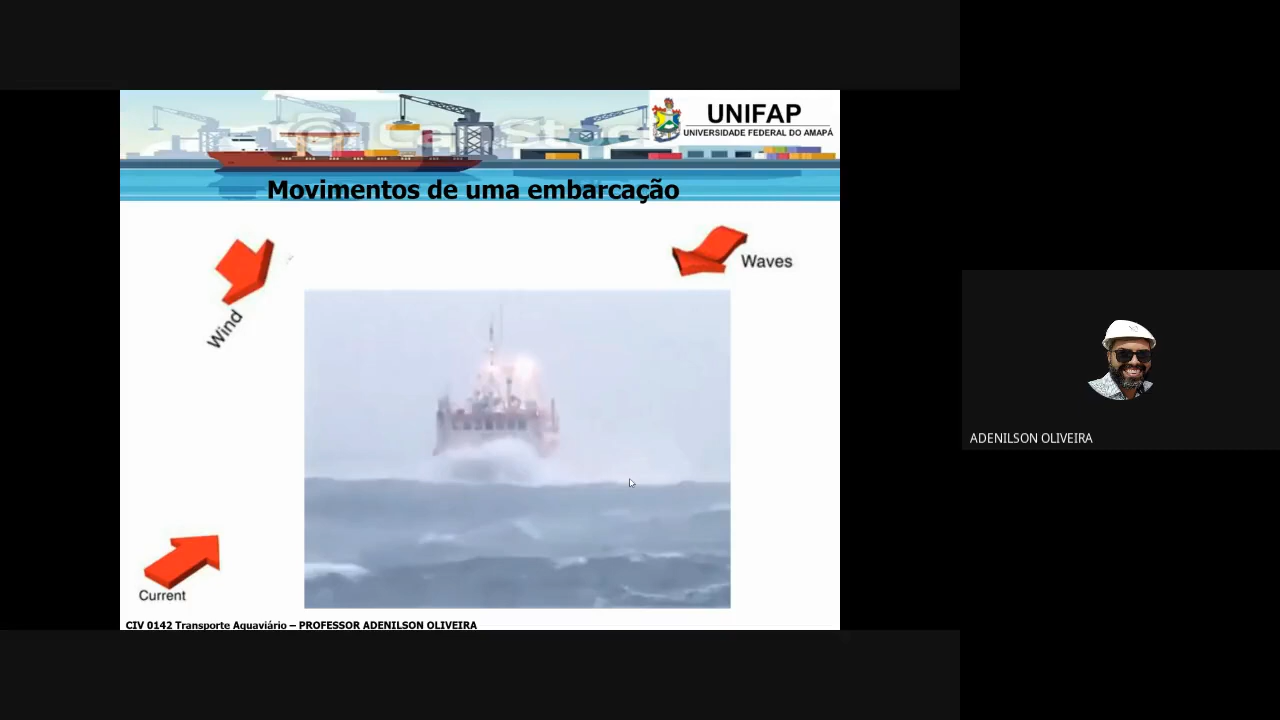 UNIFAP
UNIVERSIDADE FEDERAL DO AMAPÁ
Movimentos de uma embarcação
Waves
Wind
Current
CIV 0142 Transporte Aquaviário – PROFESSOR ADENILSON OLIVEIRA
ADENILSON OLIVEIRA